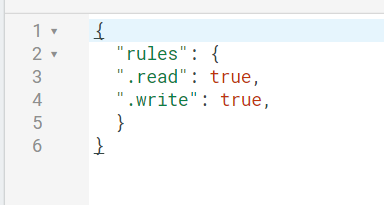 1 {
2 "rules": {
3 ".read": true,
4 ".write": true,
5 }
6 }